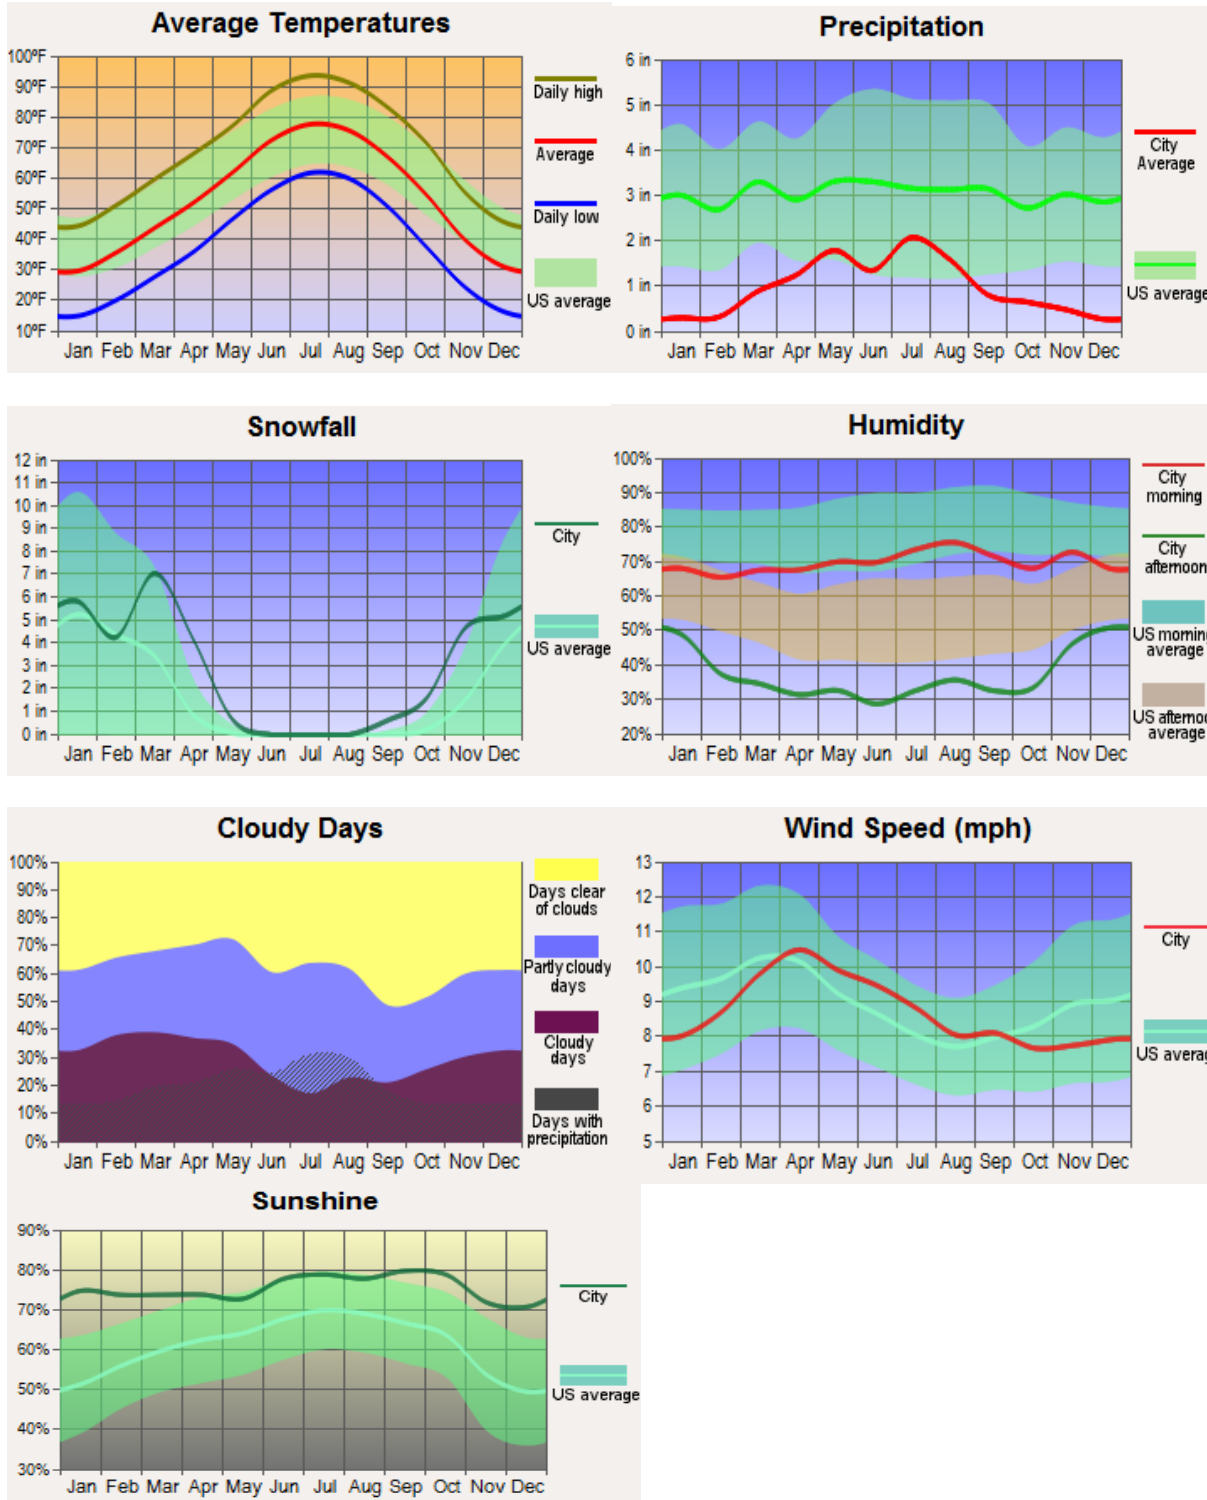 Average Temperatures
100ºF
90ºF
80ºF
70ºF
60ºF
50ºF
40ºF
30ºF
20ºF
10ºF
Jan Feb Mar Apr May Jun Jul Aug Sep Oct Nov Dec
Daily high
Average
Daily low
US average
Precipitation
6 in
5 in
4 in
3 in
2 in
1 in
0 in
Jan Feb Mar Apr May Jun Jul Aug Sep Oct Nov Dec
City
Average
US average
Snowfall
12 in
11 in
10 in
9 in
8 in
7 in
6 in
5 in
4 in
3 in
2 in
1 in
0 in
Jan Feb Mar Apr May Jun Jul Aug Sep Oct Nov Dec
City
US average
Humidity
100%
90%
80%
70%
60%
50%
40%
30%
20%
Jan Feb Mar Apr May Jun Jul Aug Sep Oct Nov Dec
City
morning
City
afternoon
US morning
average
US afternoo
average
Cloudy Days
100%
90%
80%
70%
60%
50%
40%
30%
20%
10%
0%
Jan Feb Mar Apr May Jun Jul Aug Sep Oct Nov Dec
Days clear
of clouds
Partly cloudy
days
Cloudy
days
Days with
precipitation
Wind Speed (mph)
13
12
11
10
9
8
7
6
5
Jan Feb Mar Apr May Jun Jul Aug Sep Oct Nov Dec
City
US averag
Sunshine
90%
80%
70%
60%
50%
40%
30%
Jan Feb Mar Apr May Jun Jul Aug Sep Oct Nov Dec
City
US average